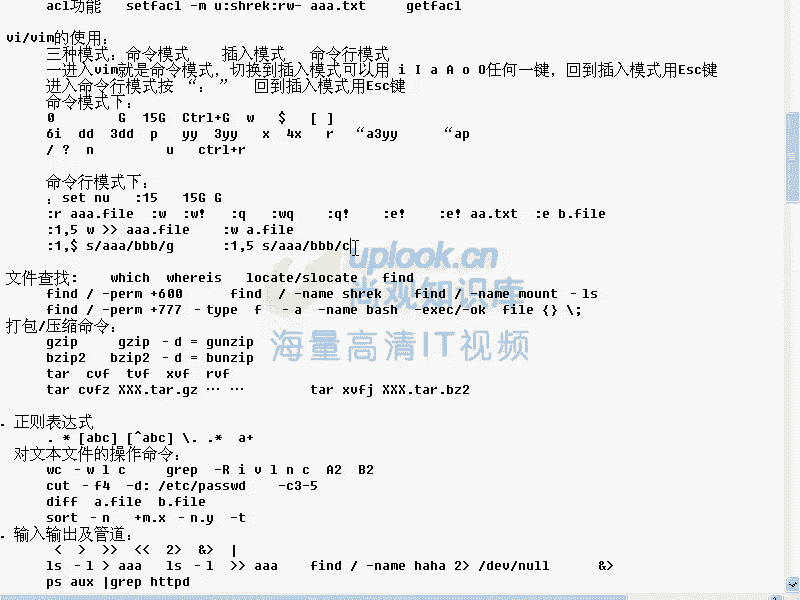 acl功能 setfacl -m u:shrek:rw- aaa.txt getfacl
vi/vim的使用:
三种模式: 命令模式 插入模式 命令行模式
一进入vim就是命令模式, 切换到插入模式可以用 i I a A o O任何一键, 回到插入模式用Esc键
进入命令行模式按 “: ” 回到插入模式用Esc键
命令模式下:
0 G 15G Ctrl+G w $ [ ]
6i dd 3dd p yy 3yy x 4x r “a3yy “ap
/ ? n u ctrl+r
命令行模式下:
: set nu :15 15G G
:r aaa.file :w :w! :q :wq :q! :e! :e! aa.txt :e b.file
:1,5 w >> aaa.file :w a.file
:1,$ s/aaa/bbb/g :1,5 s/aaa/bbb/c
uplook.cn
尚观知识库
海量高清IT视频
文件查找: which whereis locate/slocate find
find / -perm +600 find / -name shrek find / -name mount -ls
find / -perm +777 -type f -a -name bash -exec/-ok file {} \;
打包/压缩命令:
gzip gzip -d = gunzip
bzip2 bzip2 -d = bunzip
tar cvf tvf xvf rvf
tar cvfz XXX.tar.gz … … tar xvfj XXX.tar.bz2
. 正则表达式
. * [abc] [^abc] \. .* a+
对文本文件的操作命令:
wc -w l c grep -R i v l n c A2 B2
cut -f4 -d: /etc/passwd -c3-5
diff a.file b.file
sort -n +m.x -n.y -t
. 输入输出及管道:
< > >> << 2> &> |
ls -l > aaa ls -l >> aaa find / -name haha 2> /dev/null &>
ps aux |grep httpd